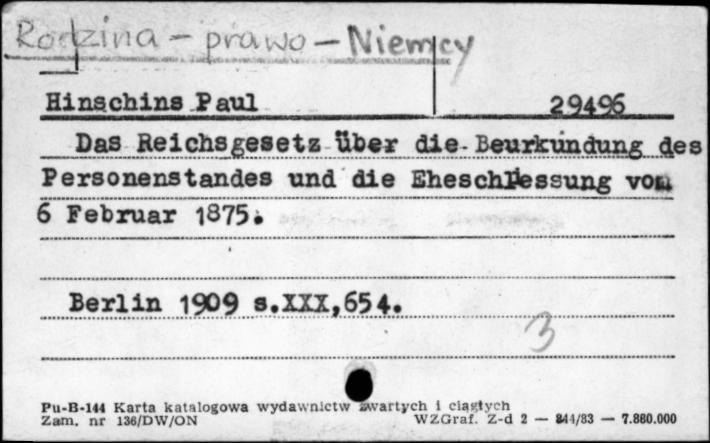 Rodzina - prawo - Niemcy
Hinschins Paul 29496
Das Reichsgesetz über die Beurkundung des
Personenstandes und die Eheschlessung vom
6 Februar 1875.
Berlin 1909 s.XXX,654.
3
Pu-B-144 Karta katalogowa wydawnictw zwartych i ciągłych
Zam. nr 136/DW/ON WZGraf. Z-d 2 — 844/83 — 7.880.000